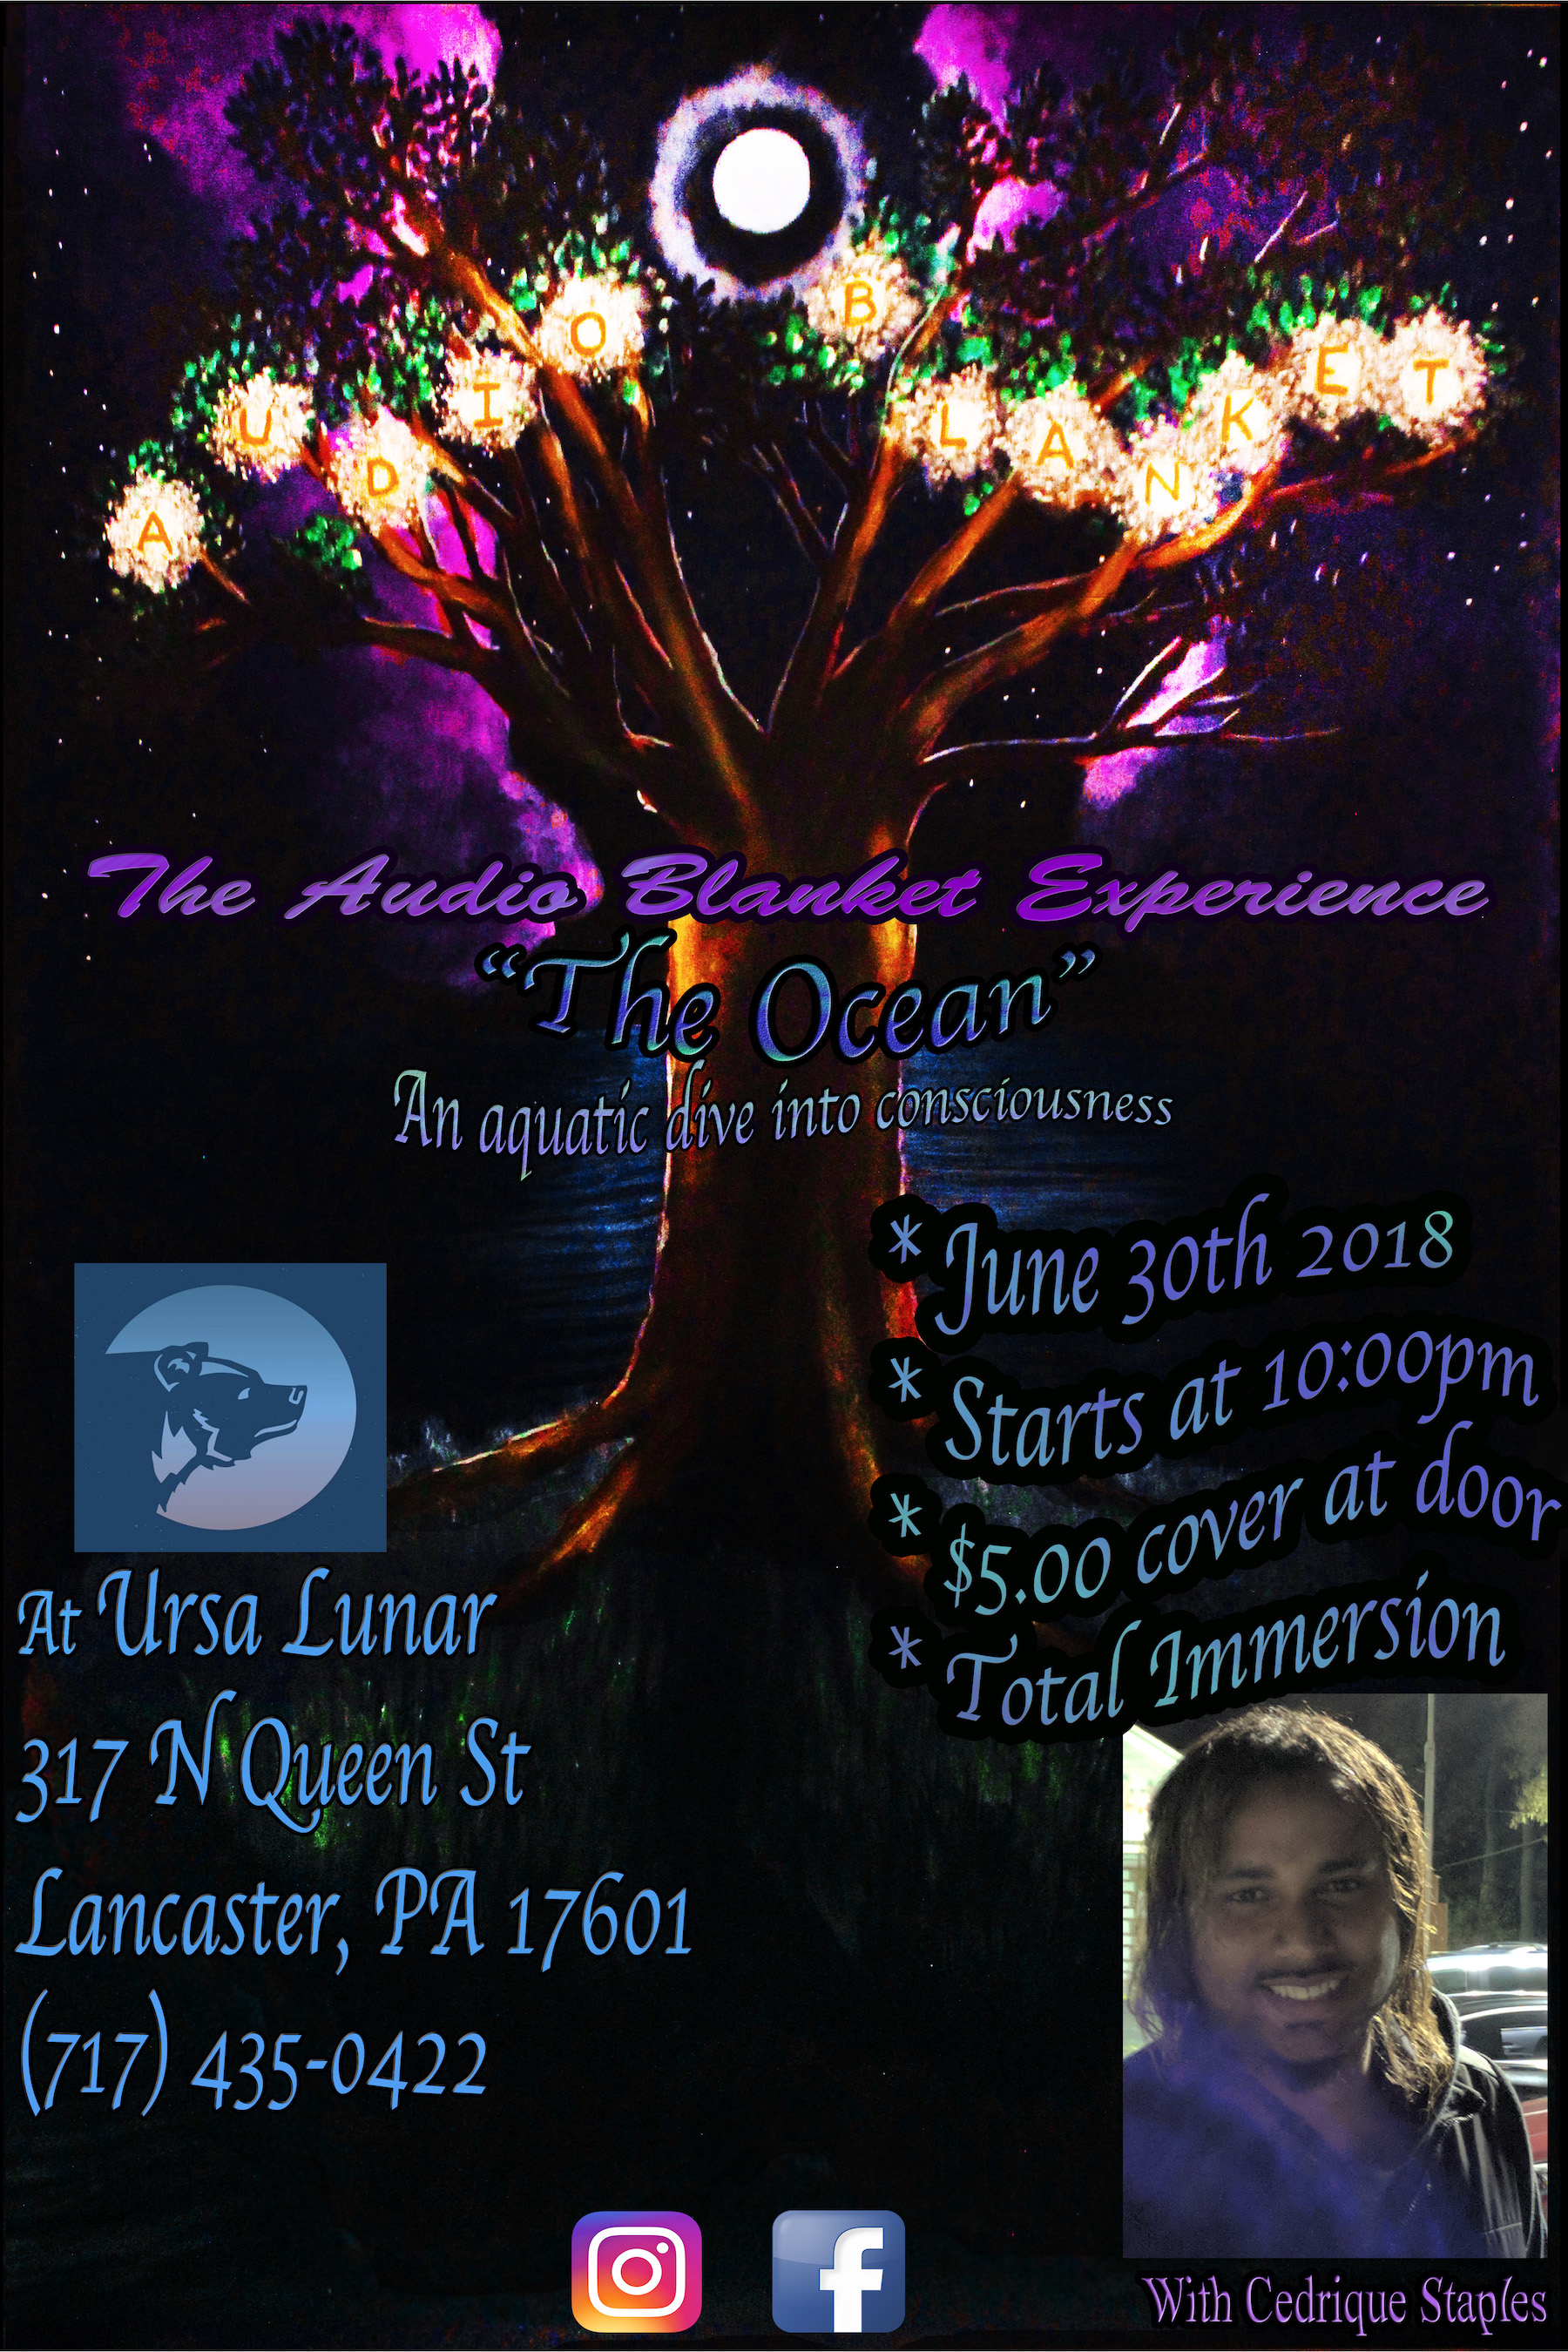 AUDIO BLANKET
The Audio Blanket Experience
“The Ocean”
An aquatic dive into consciousness
* June 30th 2018
* Starts at 10:00pm
* $5.00 cover at door
* Total Immersion
At Ursa Lunar
317 N Queen St
Lancaster, PA 17601
(717) 435-0422
With Cedrique Staples